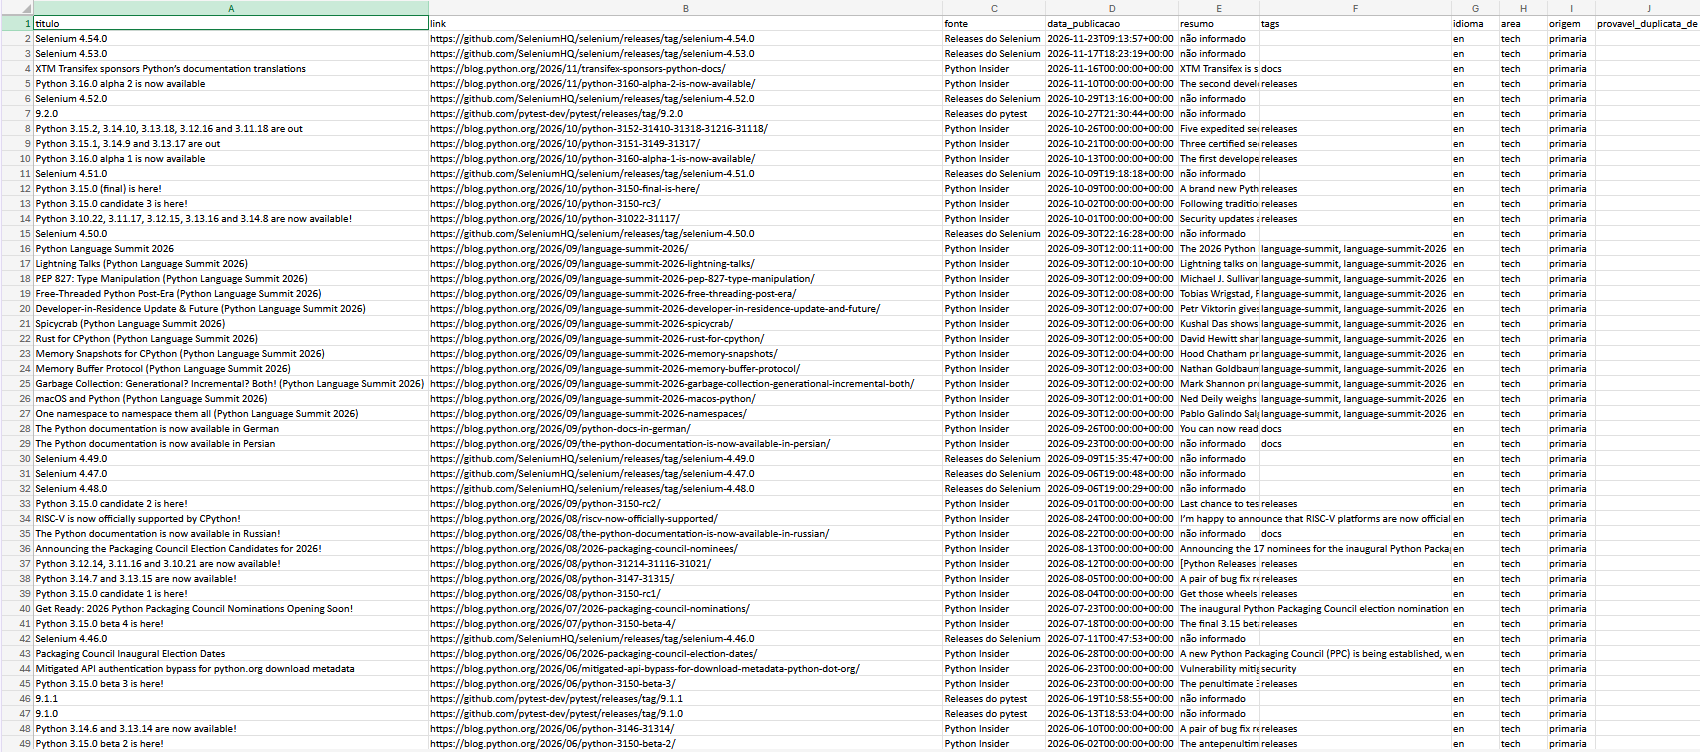 A B C D E F G H I J
1 titulo link fonte data_publicacao resumo tags idioma area origem provavel_duplicata_de
2 Selenium 4.54.0 https://github.com/SeleniumHQ/selenium/releases/tag/selenium-4.54.0 Releases do Selenium 2026-11-23T09:13:57+00:00 não informado en tech primaria
3 Selenium 4.53.0 https://github.com/SeleniumHQ/selenium/releases/tag/selenium-4.53.0 Releases do Selenium 2026-11-17T18:23:19+00:00 não informado en tech primaria
4 XTM Transifex sponsors Python's documentation translations https://blog.python.org/2026/11/transifex-sponsors-python-docs/ Python Insider 2026-11-16T00:00:00+00:00 XTM Transifex is s docs en tech primaria
5 Python 3.16.0 alpha 2 is now available https://blog.python.org/2026/11/python-3160-alpha-2-is-now-available/ Python Insider 2026-11-10T00:00:00+00:00 The second devel releases en tech primaria
6 Selenium 4.52.0 https://github.com/SeleniumHQ/selenium/releases/tag/selenium-4.52.0 Releases do Selenium 2026-10-29T13:16:00+00:00 não informado en tech primaria
7 9.2.0 https://github.com/pytest-dev/pytest/releases/tag/9.2.0 Releases do pytest 2026-10-27T21:30:44+00:00 não informado en tech primaria
8 Python 3.15.2, 3.14.10, 3.13.18, 3.12.16 and 3.11.18 are out https://blog.python.org/2026/10/python-3152-31410-31318-31216-31118/ Python Insider 2026-10-26T00:00:00+00:00 Five expedited se releases en tech primaria
9 Python 3.15.1, 3.14.9 and 3.13.17 are out https://blog.python.org/2026/10/python-3151-3149-31317/ Python Insider 2026-10-21T00:00:00+00:00 Three certified se releases en tech primaria
10 Python 3.16.0 alpha 1 is now available https://blog.python.org/2026/10/python-3160-alpha-1-is-now-available/ Python Insider 2026-10-13T00:00:00+00:00 The first develope releases en tech primaria
11 Selenium 4.51.0 https://github.com/SeleniumHQ/selenium/releases/tag/selenium-4.51.0 Releases do Selenium 2026-10-09T19:18:18+00:00 não informado en tech primaria
12 Python 3.15.0 (final) is here! https://blog.python.org/2026/10/python-3150-final-is-here/ Python Insider 2026-10-09T00:00:00+00:00 A brand new Pyth releases en tech primaria
13 Python 3.15.0 candidate 3 is here! https://blog.python.org/2026/10/python-3150-rc3/ Python Insider 2026-10-02T00:00:00+00:00 Following traditio releases en tech primaria
14 Python 3.10.22, 3.11.17, 3.12.15, 3.13.16 and 3.14.8 are now available! https://blog.python.org/2026/10/python-31022-31117/ Python Insider 2026-10-01T00:00:00+00:00 Security updates a releases en tech primaria
15 Selenium 4.50.0 https://github.com/SeleniumHQ/selenium/releases/tag/selenium-4.50.0 Releases do Selenium 2026-09-30T22:16:28+00:00 não informado en tech primaria
16 Python Language Summit 2026 https://blog.python.org/2026/09/language-summit-2026/ Python Insider 2026-09-30T12:00:11+00:00 The 2026 Python language-summit, language-summit-2026 en tech primaria
17 Lightning Talks (Python Language Summit 2026) https://blog.python.org/2026/09/language-summit-2026-lightning-talks/ Python Insider 2026-09-30T12:00:10+00:00 Lightning talks on language-summit, language-summit-2026 en tech primaria
18 PEP 827: Type Manipulation (Python Language Summit 2026) https://blog.python.org/2026/09/language-summit-2026-pep-827-type-manipulation/ Python Insider 2026-09-30T12:00:09+00:00 Michael J. Sullivar language-summit, language-summit-2026 en tech primaria
19 Free-Threaded Python Post-Era (Python Language Summit 2026) https://blog.python.org/2026/09/language-summit-2026-free-threading-post-era/ Python Insider 2026-09-30T12:00:08+00:00 Tobias Wrigstad, F language-summit, language-summit-2026 en tech primaria
20 Developer-in-Residence Update & Future (Python Language Summit 2026) https://blog.python.org/2026/09/language-summit-2026-developer-in-residence-update-and-future/ Python Insider 2026-09-30T12:00:07+00:00 Petr Viktorin gives language-summit, language-summit-2026 en tech primaria
21 Spicycrab (Python Language Summit 2026) https://blog.python.org/2026/09/language-summit-2026-spicycrab/ Python Insider 2026-09-30T12:00:06+00:00 Kushal Das shows language-summit, language-summit-2026 en tech primaria
22 Rust for CPython (Python Language Summit 2026) https://blog.python.org/2026/09/language-summit-2026-rust-for-cpython/ Python Insider 2026-09-30T12:00:05+00:00 David Hewitt shar language-summit, language-summit-2026 en tech primaria
23 Memory Snapshots for CPython (Python Language Summit 2026) https://blog.python.org/2026/09/language-summit-2026-memory-snapshots/ Python Insider 2026-09-30T12:00:04+00:00 Hood Chatham pr language-summit, language-summit-2026 en tech primaria
24 Memory Buffer Protocol (Python Language Summit 2026) https://blog.python.org/2026/09/language-summit-2026-memory-buffer-protocol/ Python Insider 2026-09-30T12:00:03+00:00 Nathan Goldbaum language-summit, language-summit-2026 en tech primaria
25 Garbage Collection: Generational? Incremental? Both! (Python Language Summit 2026) https://blog.python.org/2026/09/language-summit-2026-garbage-collection-generational-incremental-both/ Python Insider 2026-09-30T12:00:02+00:00 Mark Shannon pr language-summit, language-summit-2026 en tech primaria
26 macOS and Python (Python Language Summit 2026) https://blog.python.org/2026/09/language-summit-2026-macos-python/ Python Insider 2026-09-30T12:00:01+00:00 Ned Deily weighs language-summit, language-summit-2026 en tech primaria
27 One namespace to namespace them all (Python Language Summit 2026) https://blog.python.org/2026/09/language-summit-2026-namespaces/ Python Insider 2026-09-30T12:00:00+00:00 Pablo Galindo Salg language-summit, language-summit-2026 en tech primaria
28 The Python documentation is now available in German https://blog.python.org/2026/09/python-docs-in-german/ Python Insider 2026-09-26T00:00:00+00:00 You can now read docs en tech primaria
29 The Python documentation is now available in Persian https://blog.python.org/2026/09/the-python-documentation-is-now-available-in-persian/ Python Insider 2026-09-23T00:00:00+00:00 não informado docs en tech primaria
30 Selenium 4.49.0 https://github.com/SeleniumHQ/selenium/releases/tag/selenium-4.49.0 Releases do Selenium 2026-09-09T15:35:47+00:00 não informado en tech primaria
31 Selenium 4.47.0 https://github.com/SeleniumHQ/selenium/releases/tag/selenium-4.47.0 Releases do Selenium 2026-09-06T19:00:48+00:00 não informado en tech primaria
32 Selenium 4.48.0 https://github.com/SeleniumHQ/selenium/releases/tag/selenium-4.48.0 Releases do Selenium 2026-09-06T19:00:29+00:00 não informado en tech primaria
33 Python 3.15.0 candidate 2 is here! https://blog.python.org/2026/09/python-3150-rc2/ Python Insider 2026-09-01T00:00:00+00:00 Last chance to tes releases en tech primaria
34 RISC-V is now officially supported by CPython! https://blog.python.org/2026/08/riscv-now-officially-supported/ Python Insider 2026-08-24T00:00:00+00:00 I'm happy to announce that RISC-V platforms are now official en tech primaria
35 The Python documentation is now available in Russian! https://blog.python.org/2026/08/the-python-documentation-is-now-available-in-russian/ Python Insider 2026-08-22T00:00:00+00:00 não informado docs en tech primaria
36 Announcing the Packaging Council Election Candidates for 2026! https://blog.python.org/2026/08/2026-packaging-council-nominees/ Python Insider 2026-08-13T00:00:00+00:00 Announcing the 17 nominees for the inaugural Python Packa en tech primaria
37 Python 3.12.14, 3.11.16 and 3.10.21 are now available! https://blog.python.org/2026/08/python-31214-31116-31021/ Python Insider 2026-08-12T00:00:00+00:00 [Python Releases releases en tech primaria
38 Python 3.14.7 and 3.13.15 are now available! https://blog.python.org/2026/08/python-3147-31315/ Python Insider 2026-08-05T00:00:00+00:00 A pair of bug fix re releases en tech primaria
39 Python 3.15.0 candidate 1 is here! https://blog.python.org/2026/08/python-3150-rc1/ Python Insider 2026-08-04T00:00:00+00:00 Get those wheels releases en tech primaria
40 Get Ready: 2026 Python Packaging Council Nominations Opening Soon! https://blog.python.org/2026/07/2026-packaging-council-nominations/ Python Insider 2026-07-23T00:00:00+00:00 The inaugural Python Packaging Council election nomination en tech primaria
41 Python 3.15.0 beta 4 is here! https://blog.python.org/2026/07/python-3150-beta-4/ Python Insider 2026-07-18T00:00:00+00:00 The final 3.15 beta releases en tech primaria
42 Selenium 4.46.0 https://github.com/SeleniumHQ/selenium/releases/tag/selenium-4.46.0 Releases do Selenium 2026-07-11T00:47:53+00:00 não informado en tech primaria
43 Packaging Council Inaugural Election Dates https://blog.python.org/2026/06/2026-packaging-council-election-dates/ Python Insider 2026-06-28T00:00:00+00:00 A new Python Packaging Council (PPC) is being established, w en tech primaria
44 Mitigated API authentication bypass for python.org download metadata https://blog.python.org/2026/06/mitigated-api-bypass-for-download-metadata-python-dot-org/ Python Insider 2026-06-23T00:00:00+00:00 Vulnerability mitig security en tech primaria
45 Python 3.15.0 beta 3 is here! https://blog.python.org/2026/06/python-3150-beta-3/ Python Insider 2026-06-23T00:00:00+00:00 The penultimate 3 releases en tech primaria
46 9.1.1 https://github.com/pytest-dev/pytest/releases/tag/9.1.1 Releases do pytest 2026-06-19T10:58:55+00:00 não informado en tech primaria
47 9.1.0 https://github.com/pytest-dev/pytest/releases/tag/9.1.0 Releases do pytest 2026-06-13T18:53:04+00:00 não informado en tech primaria
48 Python 3.14.6 and 3.13.14 are now available! https://blog.python.org/2026/06/python-3146-31314/ Python Insider 2026-06-10T00:00:00+00:00 A pair of bug fix re releases en tech primaria
49 Python 3.15.0 beta 2 is here! https://blog.python.org/2026/06/python-3150-beta-2/ Python Insider 2026-06-02T00:00:00+00:00 The antepenultim releases en tech primaria